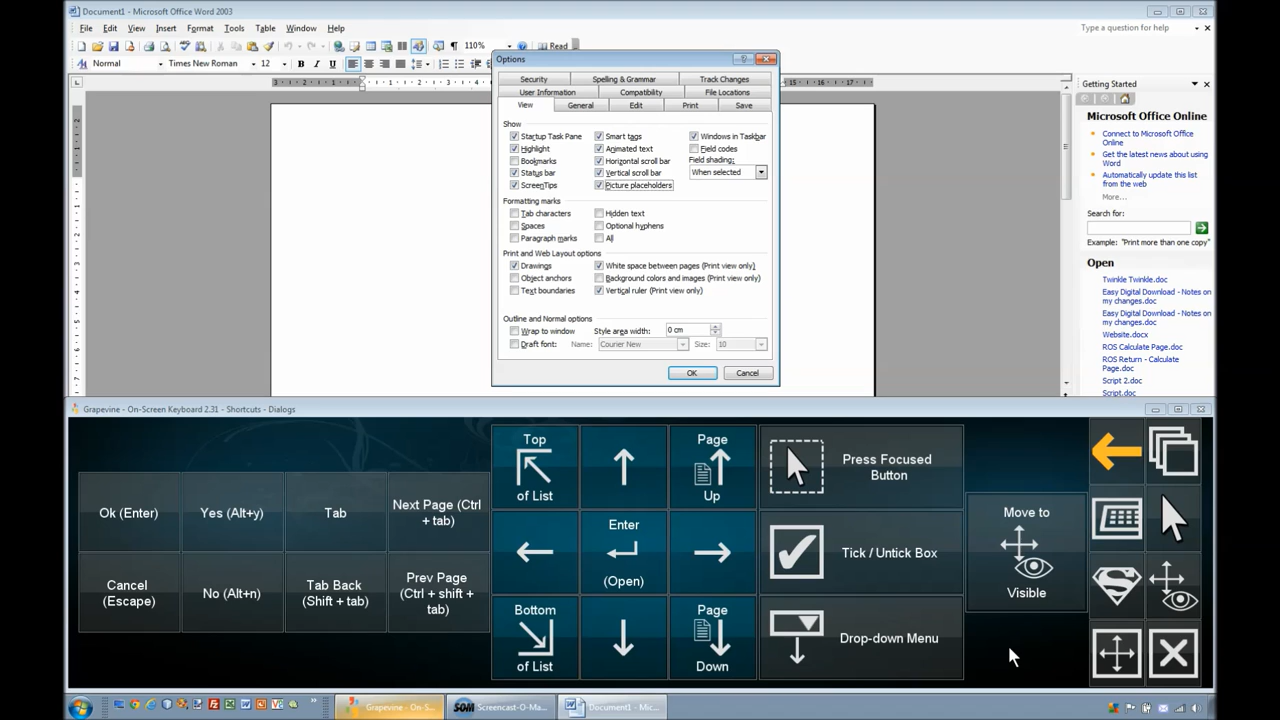 Document1 - Microsoft Office Word 2003
File Edit View Insert Format Tools Table Window Help
Type a question for help
110%
Read
Normal
Times New Roman
12
B I U
Options
Security
Spelling & Grammar
Track Changes
User Information
Compatibility
File Locations
View
General
Edit
Print
Save
Show
Startup Task Pane
Smart tags
Windows in Taskbar
Highlight
Animated text
Field codes
Bookmarks
Horizontal scroll bar
Field shading:
Status bar
Vertical scroll bar
When selected
ScreenTips
Picture placeholders
Formatting marks
Tab characters
Hidden text
Spaces
Optional hyphens
Paragraph marks
All
Print and Web Layout options
Drawings
White space between pages (Print view only)
Object anchors
Background colors and images (Print view only)
Text boundaries
Vertical ruler (Print view only)
Outline and Normal options
Wrap to window
Style area width:
0 cm
Draft font:
Name:
Courier New
Size:
10
OK
Cancel
Getting Started
Microsoft Office Online
Connect to Microsoft Office
Online
Get the latest news about using
Word
Automatically update this list
from the web
More...
Search for:
Example: "Print more than one copy"
Open
Twinkle Twinkle.doc
Easy Digital Download - Notes on
my changes.doc
Easy Digital Download - Notes on
my changes.doc
Website.docx
ROS Calculate Page.doc
ROS Return - Calculate
Page.doc
Script 2.doc
Script.doc
Grapevine - On-Screen Keyboard 2.31 - Shortcuts - Dialogs
Ok (Enter)
Yes (Alt+y)
Tab
Next Page (Ctrl
+ tab)
Cancel
(Escape)
No (Alt+n)
Tab Back
(Shift + tab)
Prev Page
(Ctrl + shift +
tab)
Top
of List
Page
Up
Enter
(Open)
Bottom
of List
Page
Down
Press Focused
Button
Tick / Untick Box
Drop-down Menu
Move to
Visible
Grapevine - On-S...
Screencast-O-Ma...
Document1 - Mic...